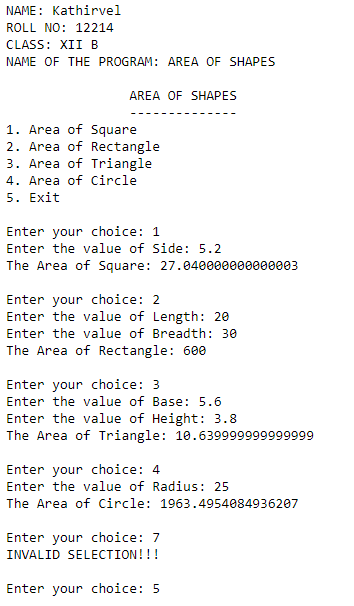 NAME: Kathirvel
ROLL NO: 12214
CLASS: XII B
NAME OF THE PROGRAM: AREA OF SHAPES
AREA OF SHAPES
--------------
1. Area of Square
2. Area of Rectangle
3. Area of Triangle
4. Area of Circle
5. Exit
Enter your choice: 1
Enter the value of Side: 5.2
The Area of Square: 27.040000000000003
Enter your choice: 2
Enter the value of Length: 20
Enter the value of Breadth: 30
The Area of Rectangle: 600
Enter your choice: 3
Enter the value of Base: 5.6
Enter the value of Height: 3.8
The Area of Triangle: 10.639999999999999
Enter your choice: 4
Enter the value of Radius: 25
The Area of Circle: 1963.4954084936207
Enter your choice: 7
INVALID SELECTION!!!
Enter your choice: 5